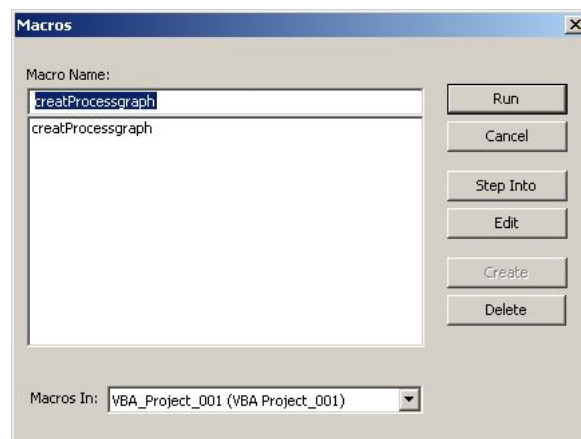 Macros
Macro Name:
creatProcessgraph
creatProcessgraph
Run
Cancel
Step Into
Edit
Create
Delete
Macros In:
VBA_Project_001 (VBA Project_001)